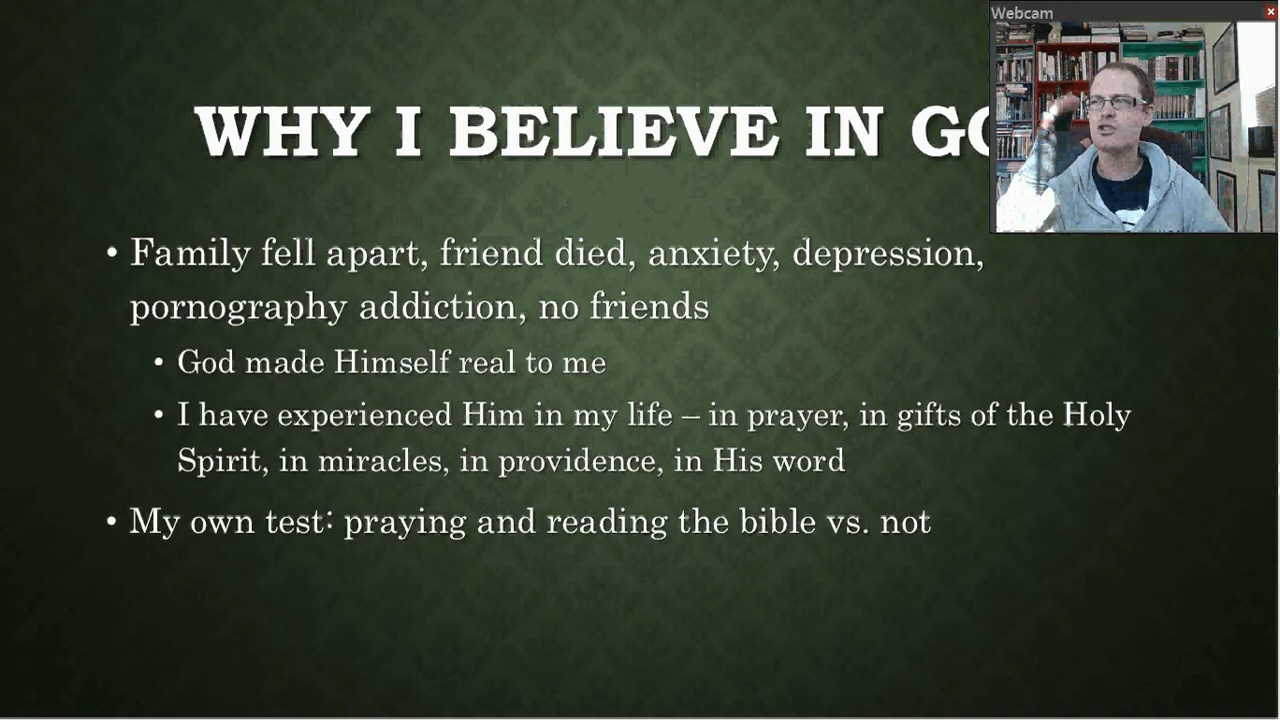 Webcam
WHY I BELIEVE IN GO
• Family fell apart, friend died, anxiety, depression,
pornography addiction, no friends
• God made Himself real to me
• I have experienced Him in my life – in prayer, in gifts of the Holy
Spirit, in miracles, in providence, in His word
• My own test: praying and reading the bible vs. not